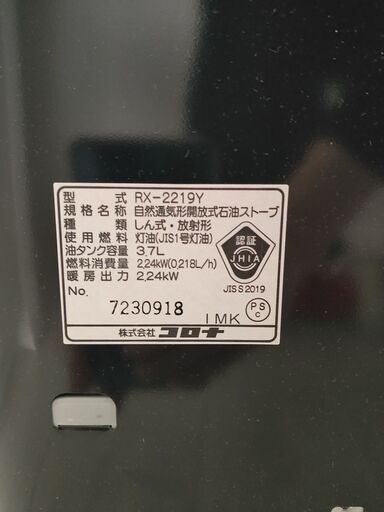 型 式 RX-2219Y
規格名称 自然通気形開放式石油ストーブ
種 類 しん式・放射形
使用燃料 灯油(JIS1号灯油)
油タンク容量 3.7L
燃料消費量 2.24kW(0.218L/h)
暖房出力 2.24kW
No.
7230918
認証
JHIA
JIS S 2019
1MK
PS
C
株式会社 コロナ